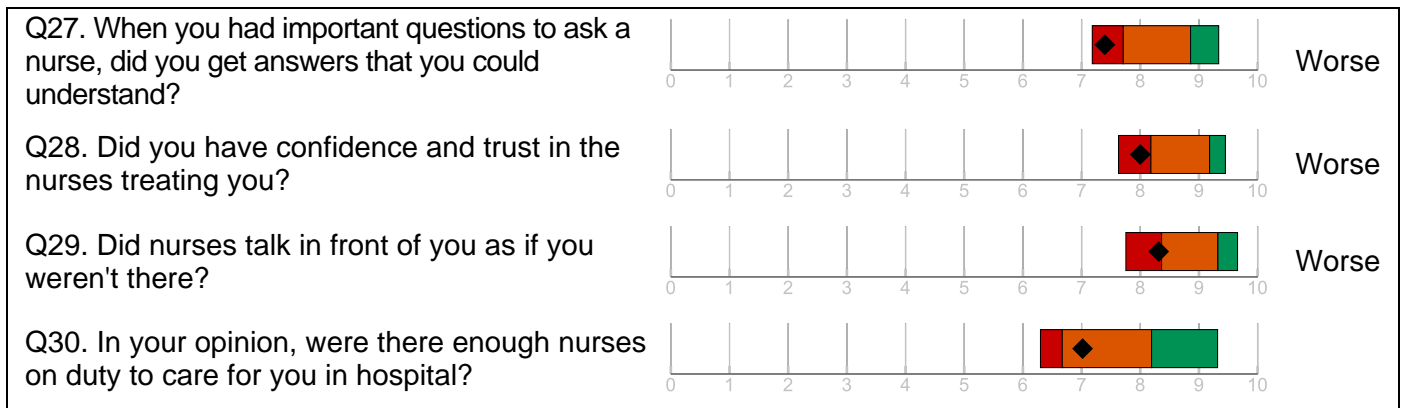 Q27. When you had important questions to ask a
nurse, did you get answers that you could
understand?
0 1 2 3 4 5 6 7 8 9 10
Worse
Q28. Did you have confidence and trust in the
nurses treating you?
0 1 2 3 4 5 6 7 8 9 10
Worse
Q29. Did nurses talk in front of you as if you
weren't there?
0 1 2 3 4 5 6 7 8 9 10
Worse
Q30. In your opinion, were there enough nurses
on duty to care for you in hospital?
0 1 2 3 4 5 6 7 8 9 10